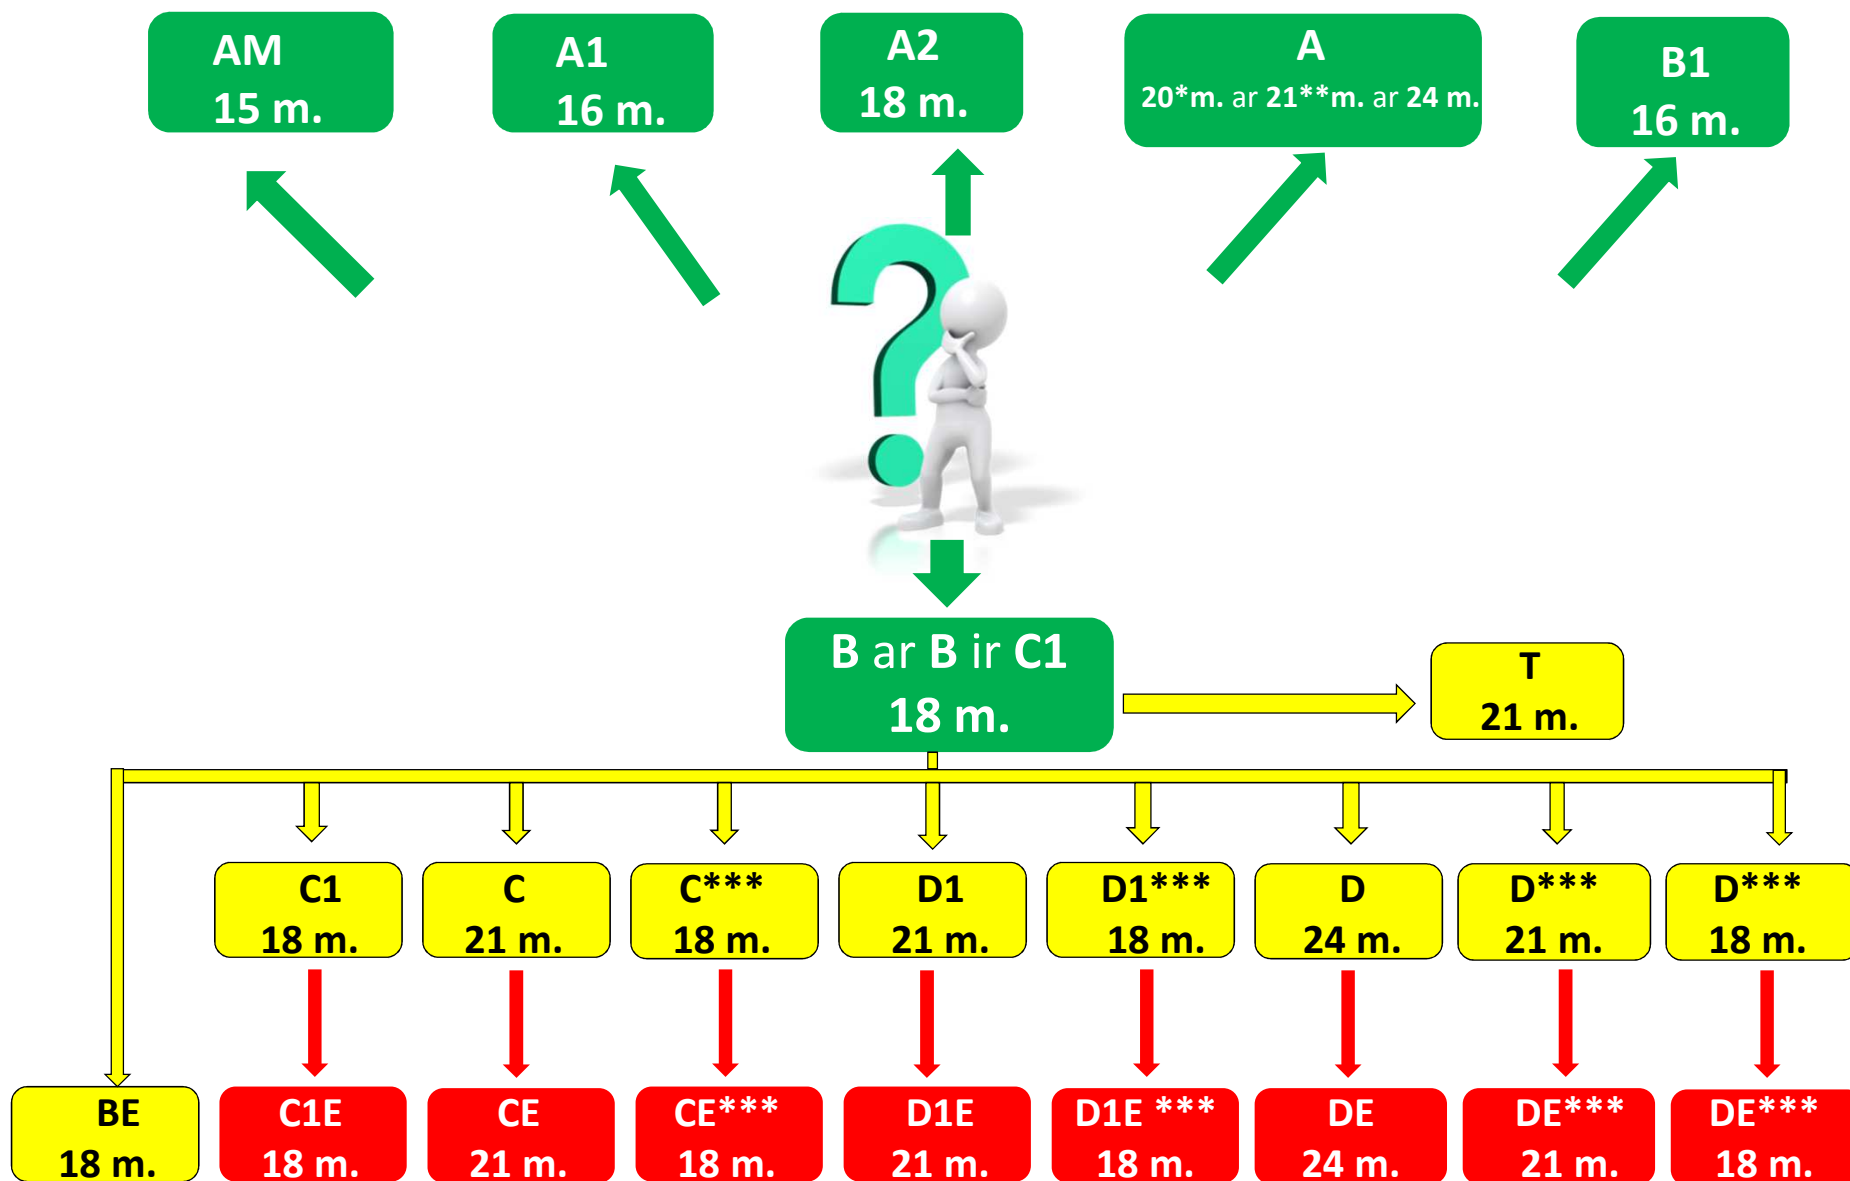 AM
15 m.
A1
16 m.
A2
18 m.
A
20*m. ar 21**m. ar 24 m.
B1
16 m.
B ar B ir C1
18 m.
T
21 m.
C1
18 m.
C
21 m.
C***
18 m.
D1
21 m.
D1***
18 m.
D
24 m.
D***
21 m.
D***
18 m.
BE
18 m.
C1E
18 m.
CE
21 m.
CE***
18 m.
D1E
21 m.
D1E ***
18 m.
DE
24 m.
DE***
21 m.
DE***
18 m.